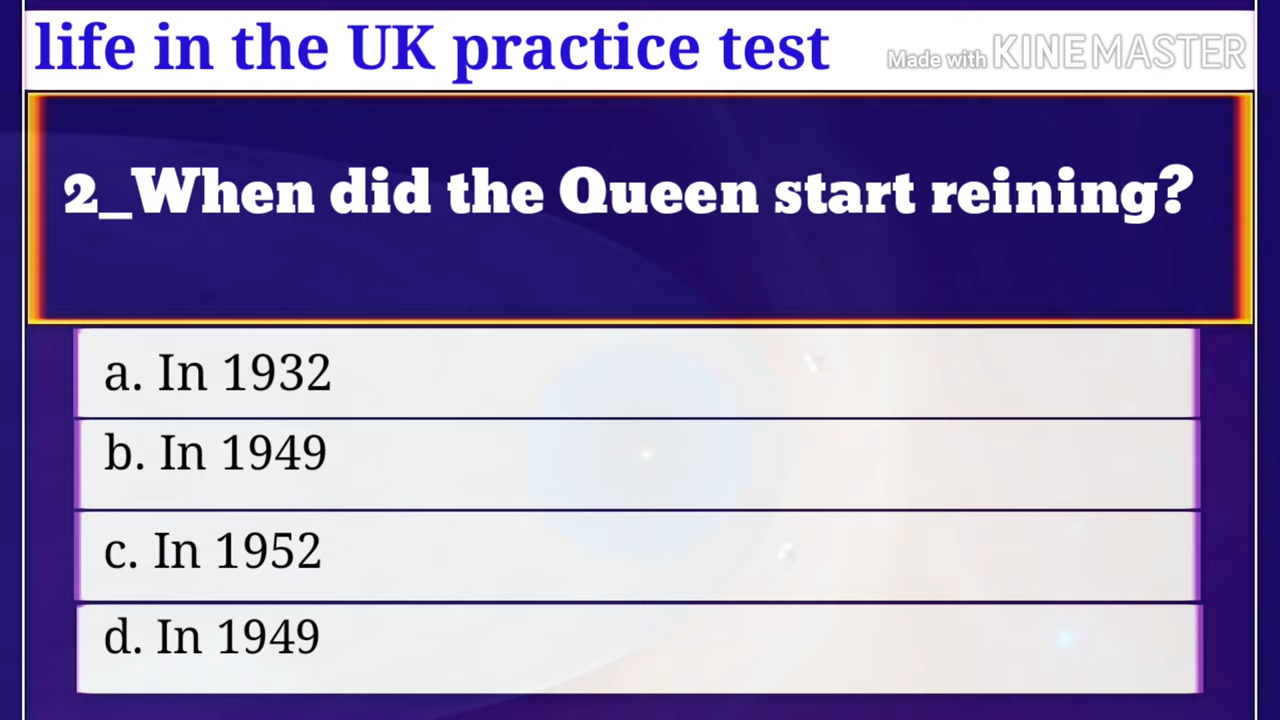 life in the UK practice test
Made with KINEMASTER
2_When did the Queen start reining?
a. In 1932
b. In 1949
c. In 1952
d. In 1949